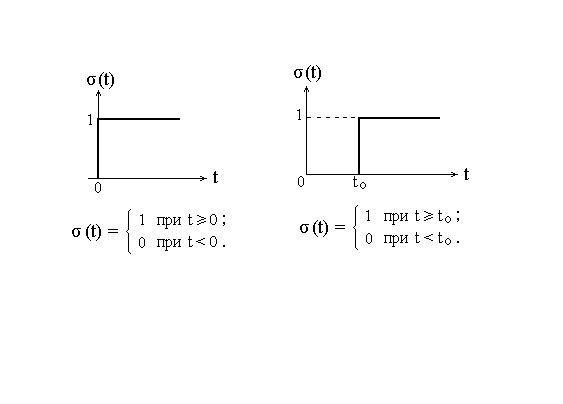 σ(t)
1
0
t
σ(t) = { 1 при t ⩾ 0 ;
0 при t < 0 .
σ(t)
1
0
t₀
t
σ(t) = { 1 при t ⩾ t₀ ;
0 при t < t₀ .